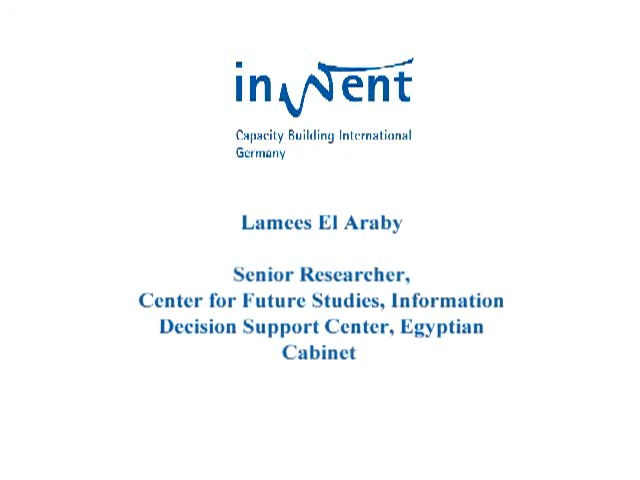 inWent
Capacity Building International
Germany
Lamees El Araby
Senior Researcher,
Center for Future Studies, Information
Decision Support Center, Egyptian
Cabinet